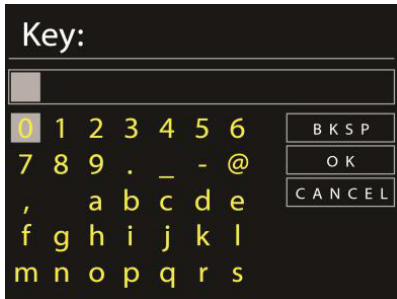 Key:
0 1 2 3 4 5 6
BKSP
7 8 9 . _ - @
OK
, a b c d e
CANCEL
f g h i j k l
m n o p q r s